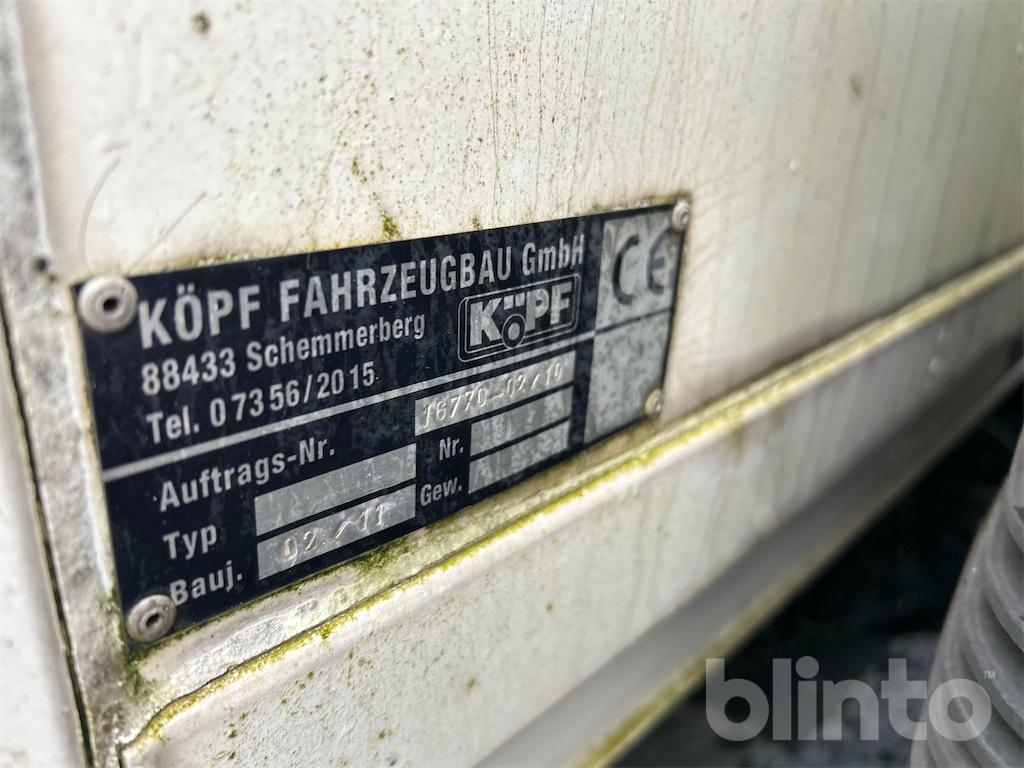 KÖPF FAHRZEUGBAU GmbH
88433 Schemmerberg
KÖPF
CE
Tel. 07356/2015
Auftrags-Nr. 16770-02/10
Typ Nr.
Bauj. 02/11 Gew.
blinto™